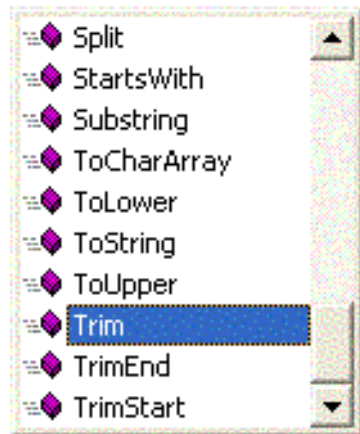 Split
StartsWith
Substring
ToCharArray
ToLower
ToString
ToUpper
Trim
TrimEnd
TrimStart